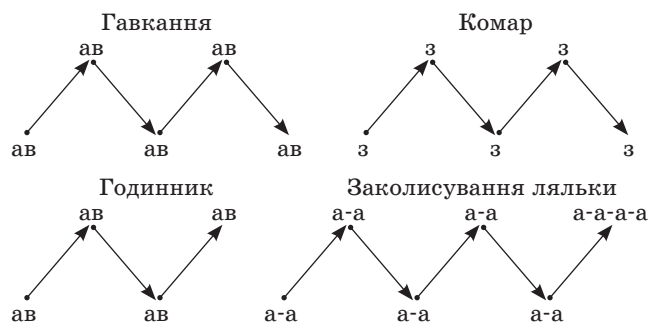 Гавкання
ав ав
ав ав ав
Комар
з з
з з з
Годинник
ав ав
ав ав
Заколисування ляльки
а-а а-а а-а-а-а
а-а а-а а-а